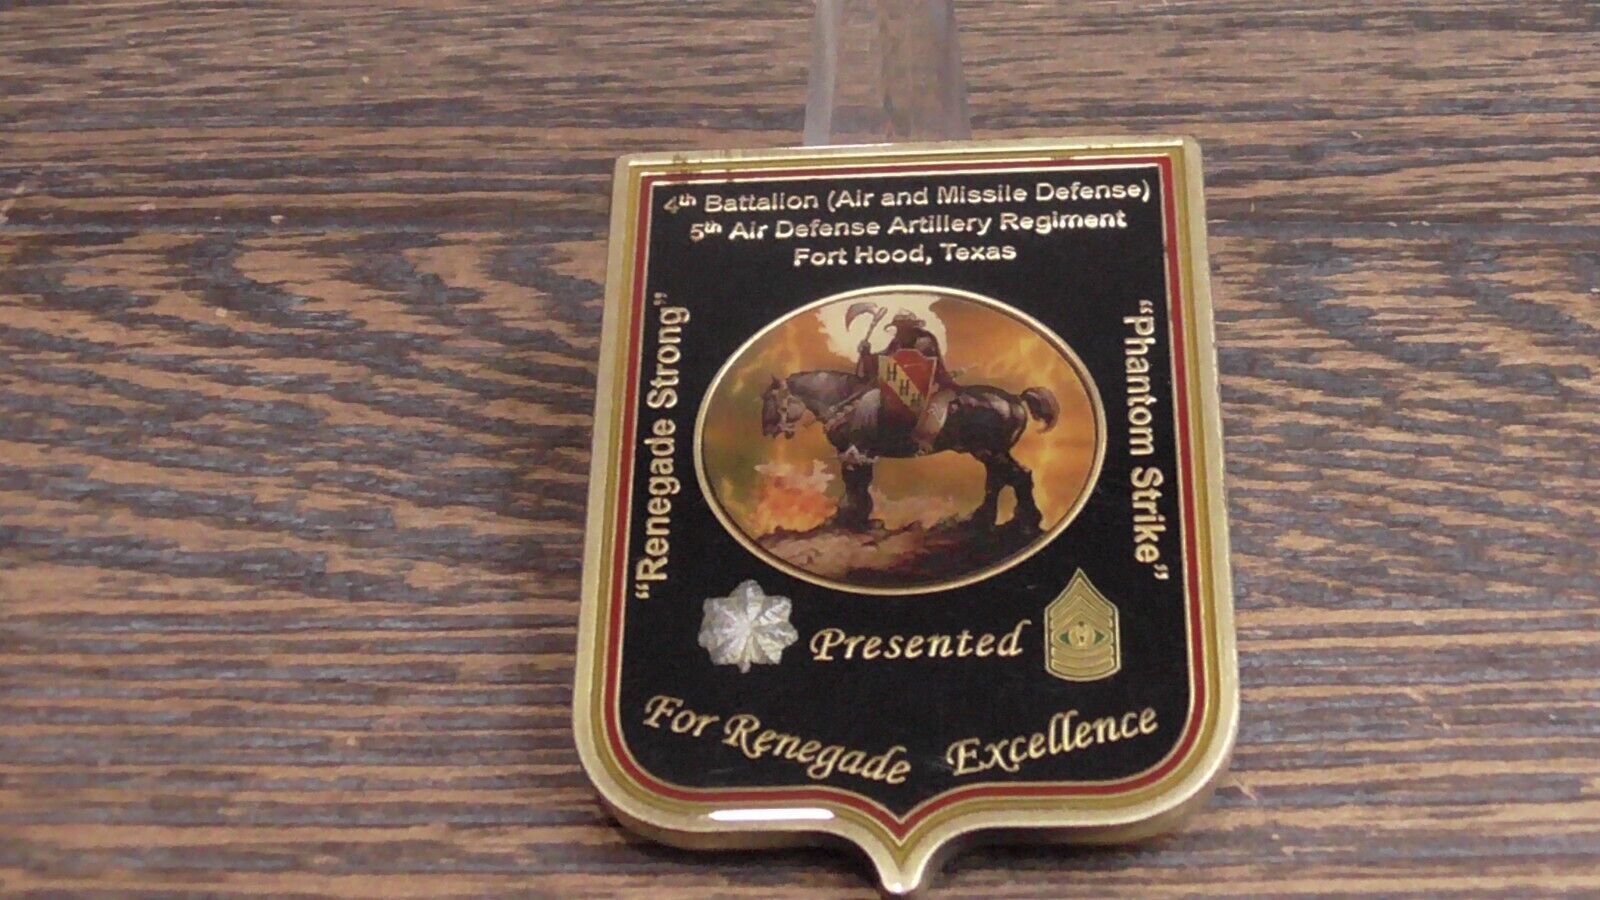 4th Battalion (Air and Missile Defense)
5th Air Defense Artillery Regiment
Fort Hood, Texas
“Renegade Strong”
“Phantom Strike”
H
H
H
Presented
For Renegade Excellence